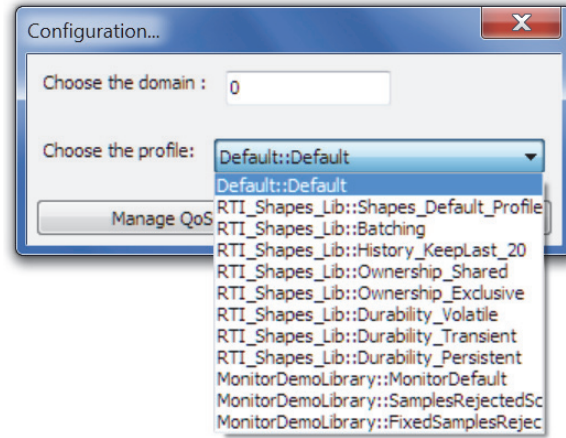 Configuration...
X
Choose the domain :
0
Choose the profile:
Default::Default
Default::Default
RTI_Shapes_Lib::Shapes_Default_Profile
Manage QoS
RTI_Shapes_Lib::Batching
RTI_Shapes_Lib::History_KeepLast_20
RTI_Shapes_Lib::Ownership_Shared
RTI_Shapes_Lib::Ownership_Exclusive
RTI_Shapes_Lib::Durability_Volatile
RTI_Shapes_Lib::Durability_Transient
RTI_Shapes_Lib::Durability_Persistent
MonitorDemoLibrary::MonitorDefault
MonitorDemoLibrary::SamplesRejectedSc
MonitorDemoLibrary::FixedSamplesRejec